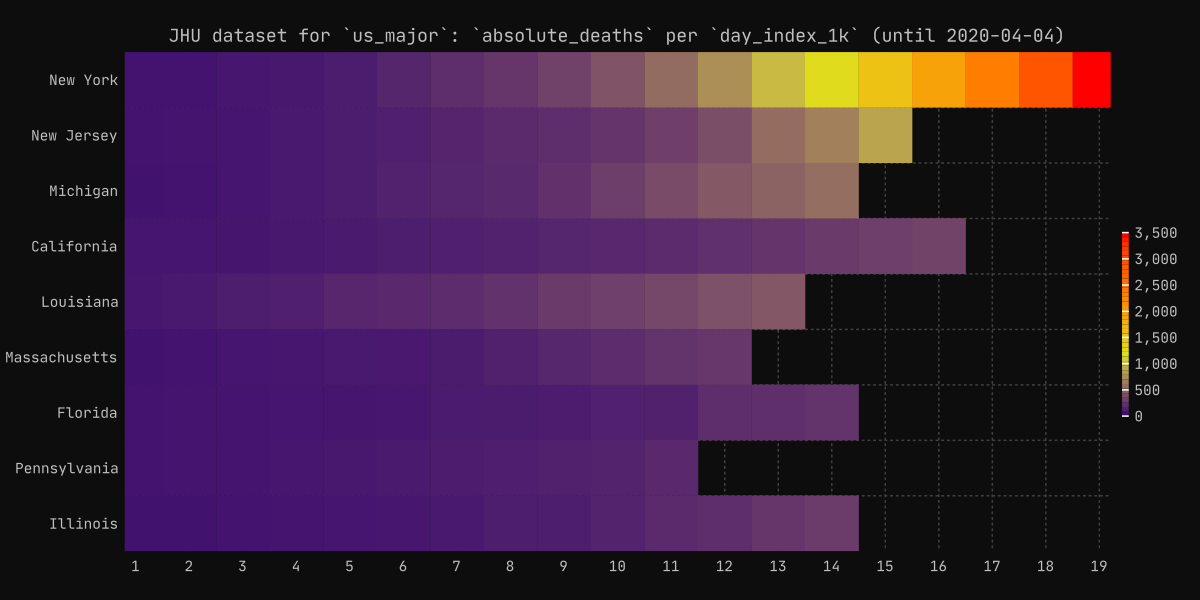 JHU dataset for `us_major`: `absolute_deaths` per `day_index_1k` (until 2020-04-04)
New York
New Jersey
Michigan
California
Louisiana
Massachusetts
Florida
Pennsylvania
Illinois
3,500
3,000
2,500
2,000
1,500
1,000
500
0
1 2 3 4 5 6 7 8 9 10 11 12 13 14 15 16 17 18 19